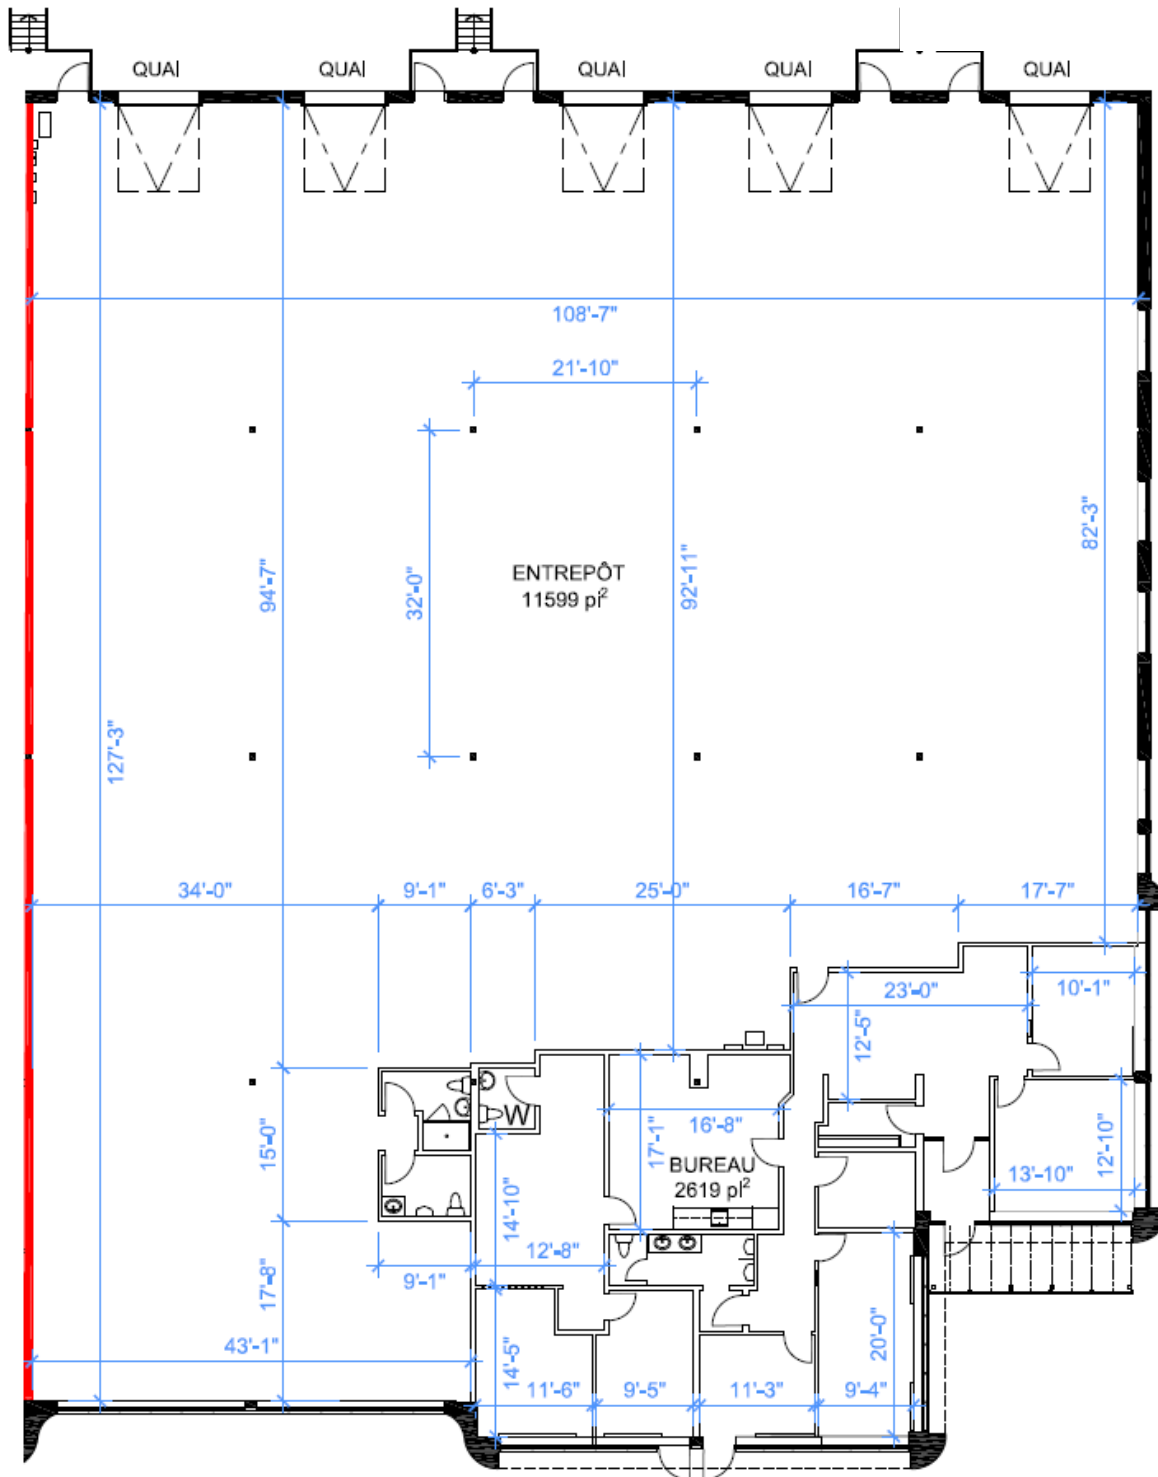 QUAI QUAI QUAI QUAI QUAI
108'-7"
21'-10"
32'-0"
82'-3"
92'-11"
94'-7"
ENTREPÔT
11599 pi²
127'-3"
34'-0" 9'-1" 6'-3" 25'-0" 16'-7" 17'-7"
23'-0" 10'-1"
12'-5"
W
16'-8"
17'-1"
15'-0"
12'-10"
BUREAU
2619 pi²
13'-10"
14'-10"
12'-8"
9'-1"
17'-8"
20'-0"
43'-1"
14'-5"
11'-6" 9'-5" 11'-3" 9'-4"